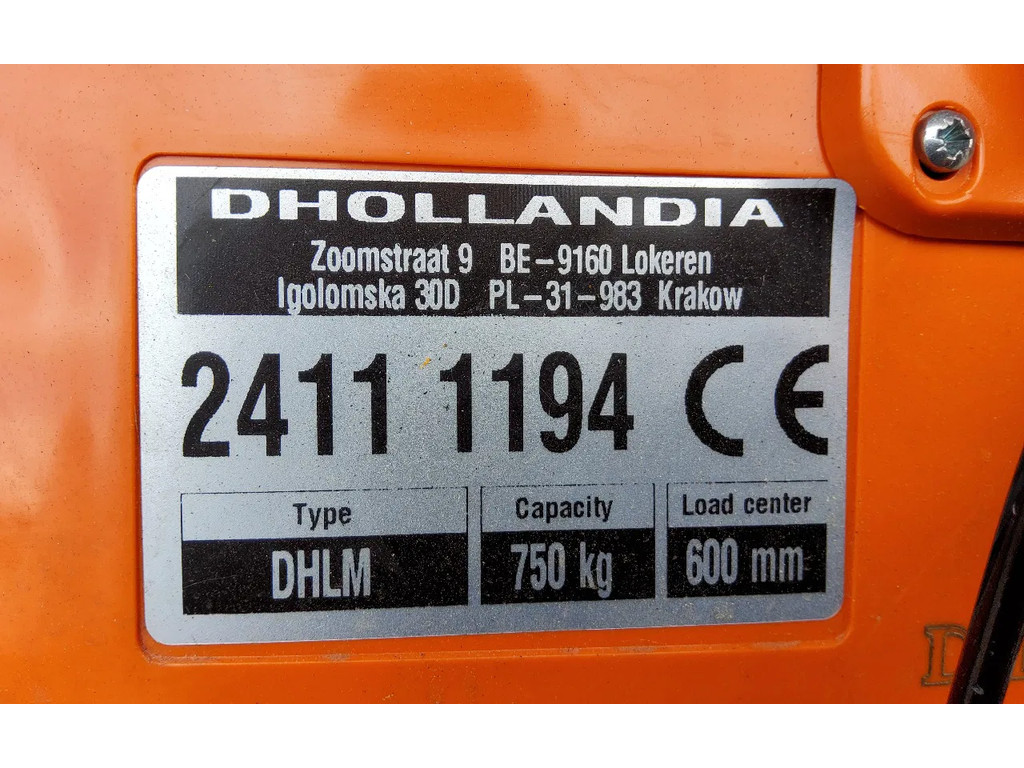 DHOLLANDIA
Zoomstraat 9 BE-9160 Lokeren
Igolomska 30D PL-31-983 Krakow
2411 1194 CE
Type Capacity Load center
DHLM 750 kg 600 mm